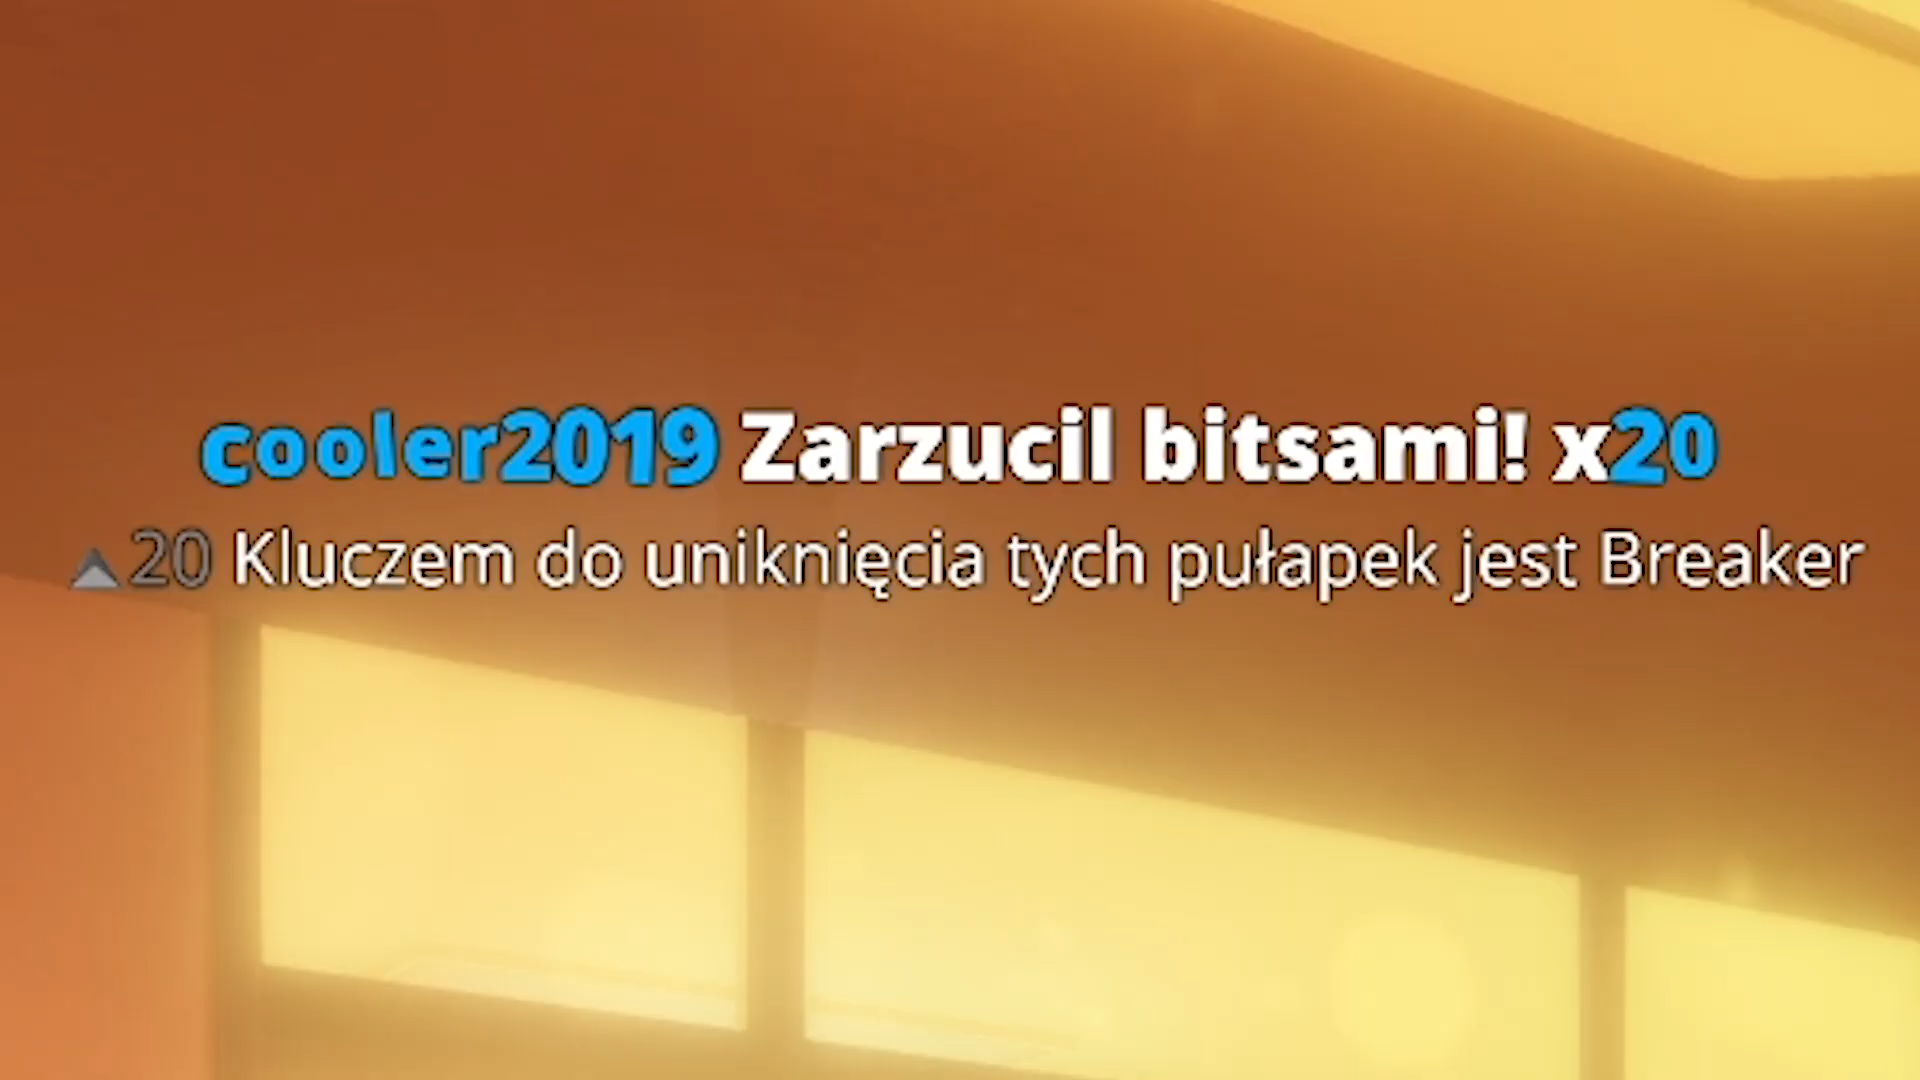 cooler2019 Zarzucil bitsami! x20
20 Kluczem do uniknięcia tych pułapek jest Breaker